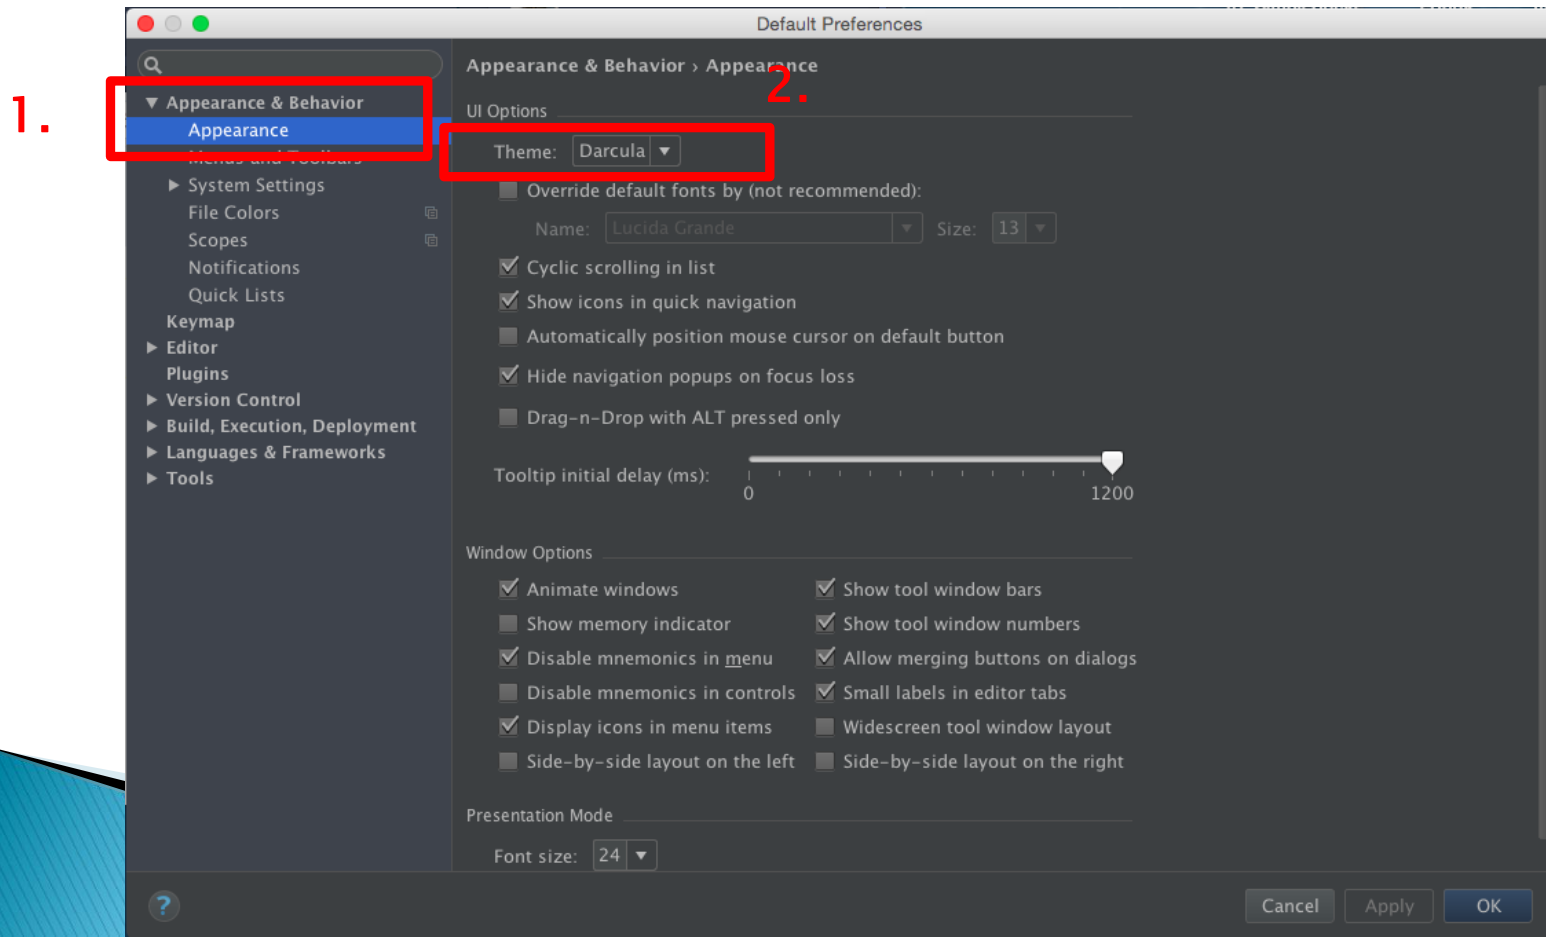 Default Preferences
1.
Appearance & Behavior
Appearance
Menus and Toolbars
System Settings
File Colors
Scopes
Notifications
Quick Lists
Keymap
Editor
Plugins
Version Control
Build, Execution, Deployment
Languages & Frameworks
Tools
Appearance & Behavior › Appearance
2.
UI Options
Theme: Darcula
Override default fonts by (not recommended):
Name: Lucida Grande Size: 13
Cyclic scrolling in list
Show icons in quick navigation
Automatically position mouse cursor on default button
Hide navigation popups on focus loss
Drag-n-Drop with ALT pressed only
Tooltip initial delay (ms):
0 1200
Window Options
Animate windows Show tool window bars
Show memory indicator Show tool window numbers
Disable mnemonics in menu Allow merging buttons on dialogs
Disable mnemonics in controls Small labels in editor tabs
Display icons in menu items Widescreen tool window layout
Side-by-side layout on the left Side-by-side layout on the right
Presentation Mode
Font size: 24
? Cancel Apply OK